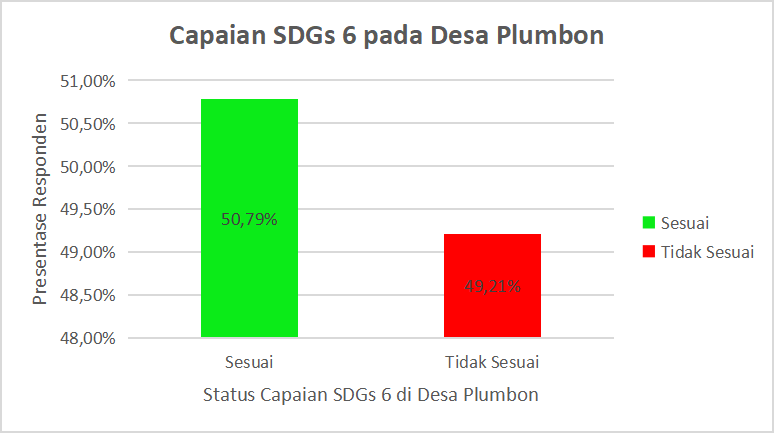 Capaian SDGs 6 pada Desa Plumbon
Presentase Responden
51,00%
50,50%
50,00%
49,50%
49,00%
48,50%
48,00%
50,79%
49,21%
Sesuai
Tidak Sesuai
Status Capaian SDGs 6 di Desa Plumbon
Sesuai
Tidak Sesuai